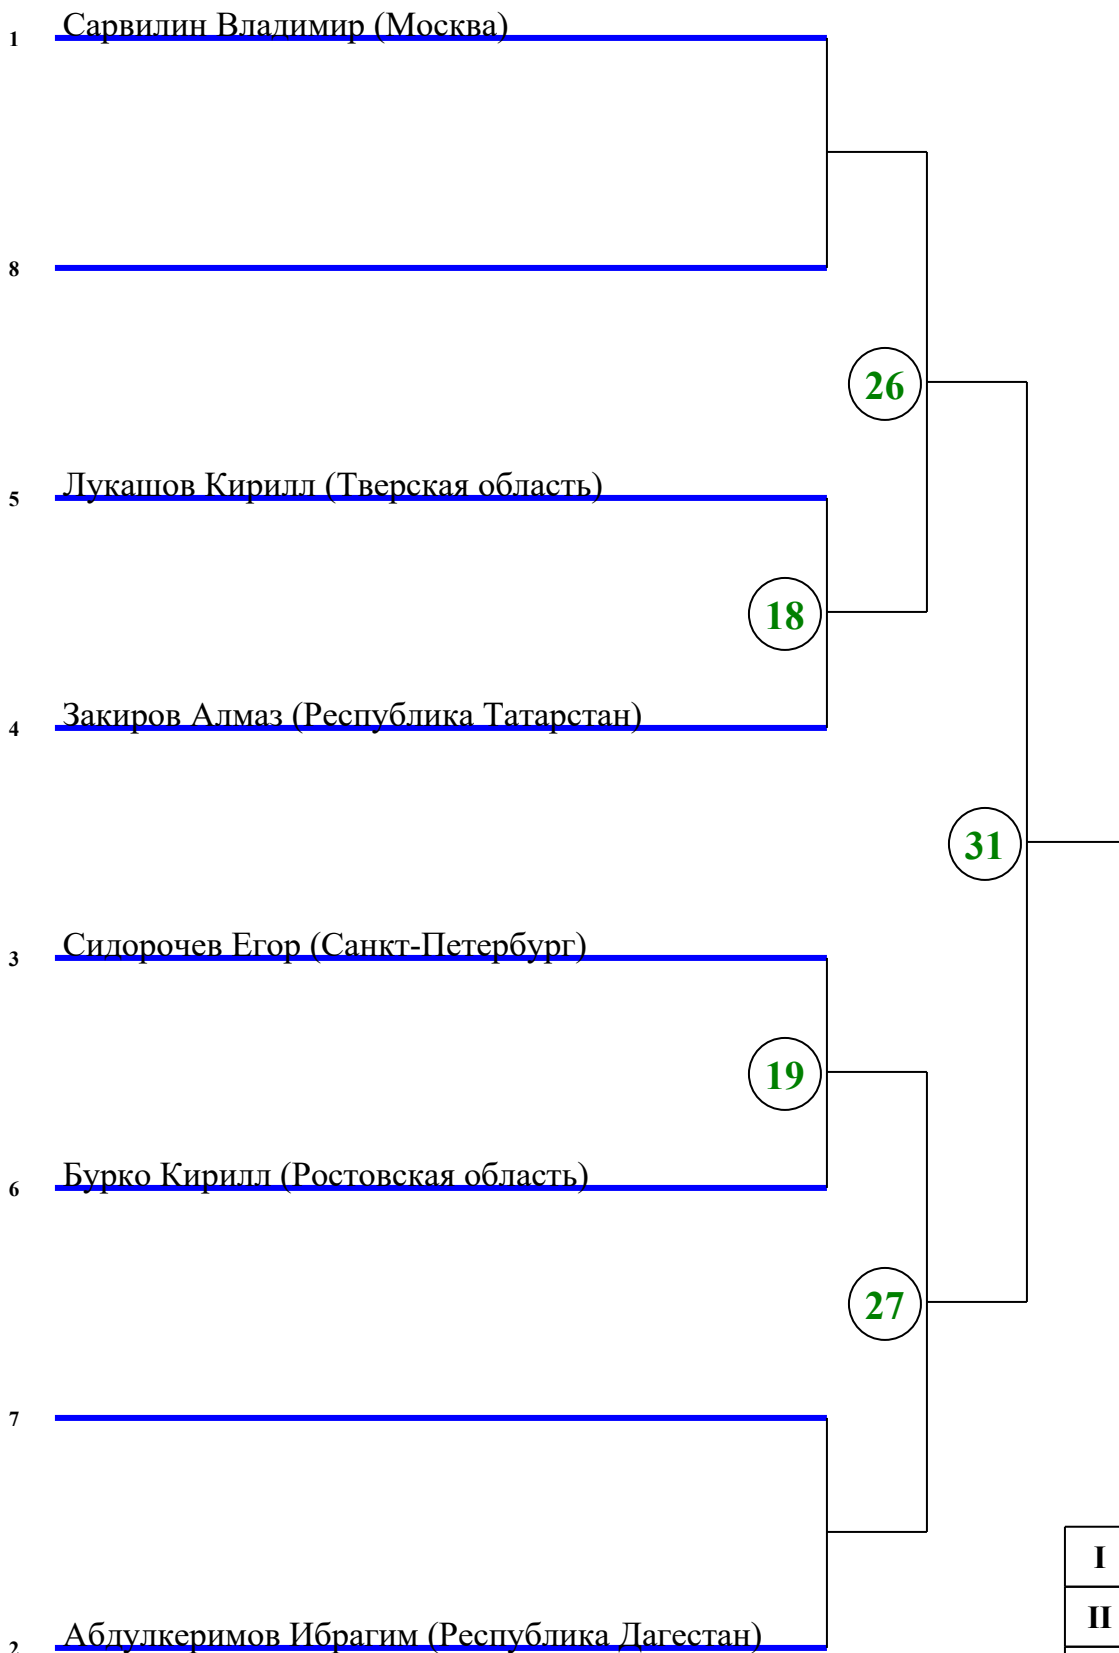 1 Сарвилин Владимир (Москва)
8
26
5 Лукашов Кирилл (Тверская область)
18
4 Закиров Алмаз (Республика Татарстан)
31
3 Сидорочев Егор (Санкт-Петербург)
19
6 Бурко Кирилл (Ростовская область)
27
7
I
II
2 Абдулкеримов Ибрагим (Республика Дагестан)